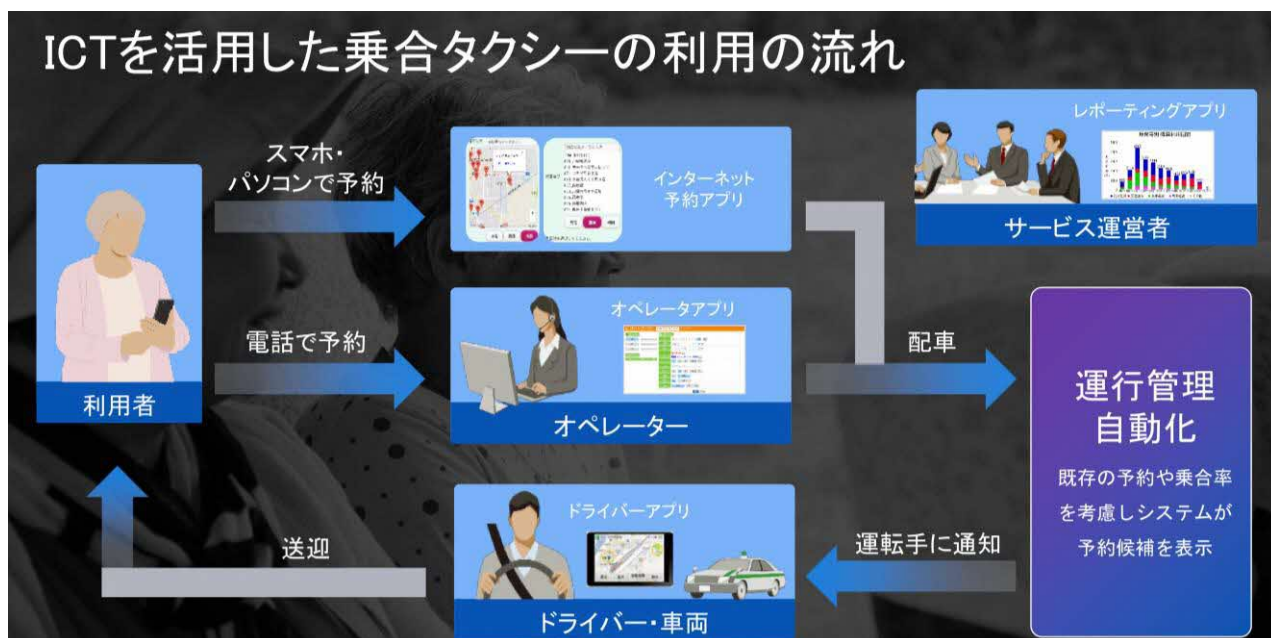 ICTを活用した乗合タクシーの利用の流れ
スマホ・
パソコンで予約
インターネット
予約アプリ
レポーティングアプリ
サービス運営者
電話で予約
利用者
オペレータアプリ
オペレーター
配車
運行管理
自動化
既存の予約や乗合率
を考慮しシステムが
予約候補を表示
運転手に通知
ドライバーアプリ
ドライバー・車両
送迎